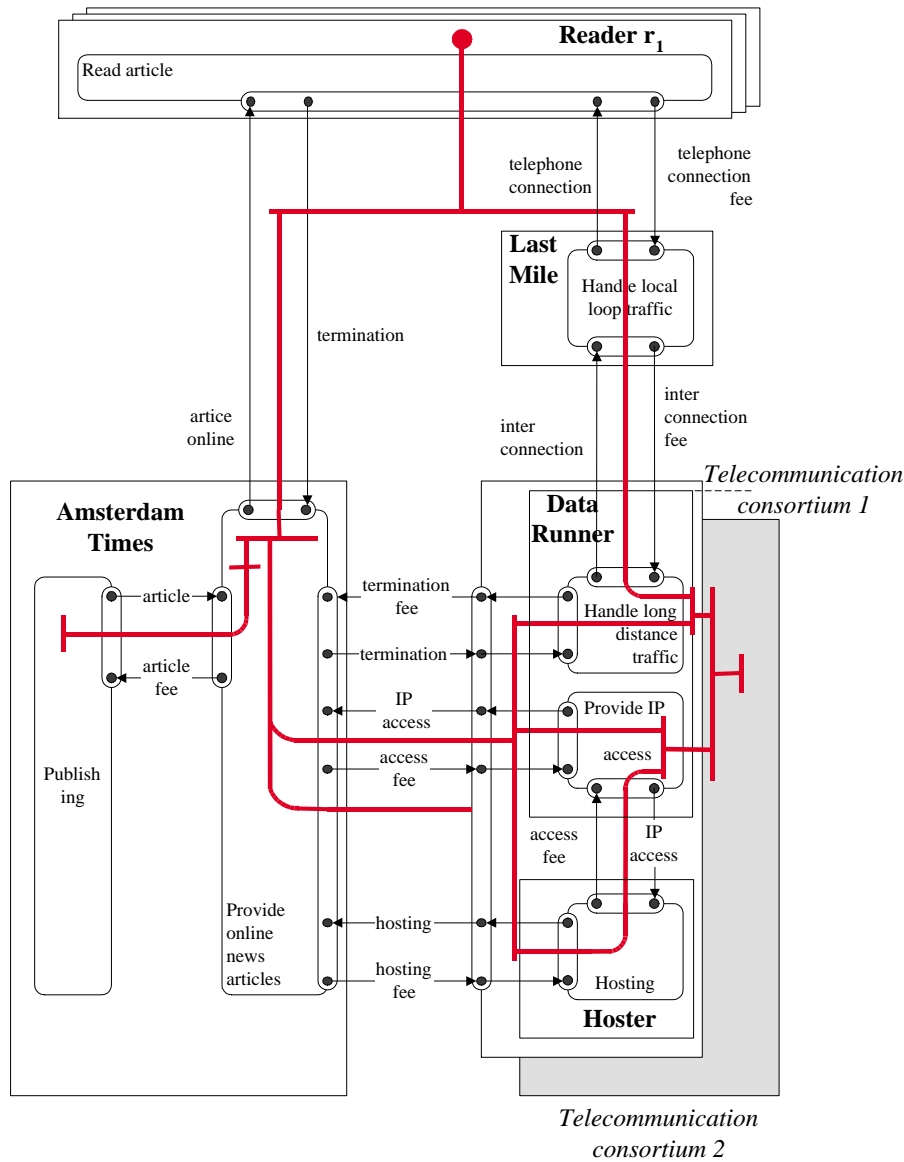 Reader r1
Read article
telephone
connection
telephone
connection
fee
Last
Mile
Handle local
loop traffic
termination
artice
online
inter
connection
inter
connection
fee
Telecommunication
consortium 1
Amsterdam
Times
Data
Runner
article
termination
fee
Handle long
distance
traffic
termination
article
fee
IP
access
Provide IP
access
access
fee
Publish
ing
access
fee
IP
access
Provide
online
news
articles
hosting
hosting
fee
Hosting
Hoster
Telecommunication
consortium 2